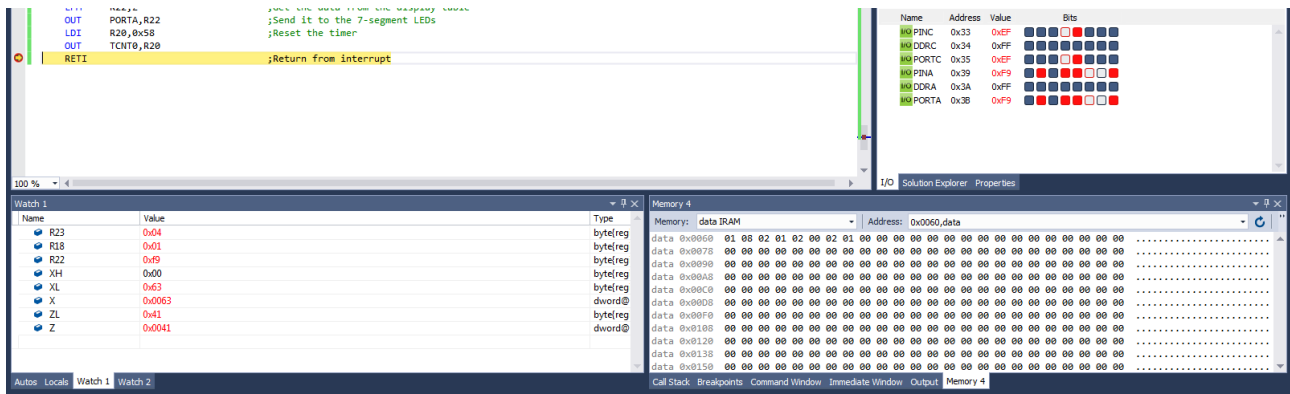 LPM R22,Z ;Get the data from the display table
OUT PORTA,R22 ;Send it to the 7-segment LEDs
LDI R20,0x58 ;Reset the timer
OUT TCNT0,R20
RETI ;Return from interrupt
100 %
Name Address Value Bits
I/O PINC 0x33 0xEF
I/O DDRC 0x34 0xFF
I/O PORTC 0x35 0xEF
I/O PINA 0x39 0xF9
I/O DDRA 0x3A 0xFF
I/O PORTA 0x3B 0xF9
I/O Solution Explorer Properties
Watch 1
Name Value Type
R23 0x04 byte{reg
R18 0x01 byte{reg
R22 0xf9 byte{reg
XH 0x00 byte{reg
XL 0x63 byte{reg
X 0x0063 dword@
ZL 0x41 byte{reg
Z 0x0041 dword@
Autos Locals Watch 1 Watch 2
Memory 4
Memory: data IRAM Address: 0x0060,data
data 0x0060 01 08 02 01 02 00 02 01 00 00 00 00 00 00 00 00 00 00 00 00 00 00 00 00 ........................
data 0x0078 00 00 00 00 00 00 00 00 00 00 00 00 00 00 00 00 00 00 00 00 00 00 00 00 ........................
data 0x0090 00 00 00 00 00 00 00 00 00 00 00 00 00 00 00 00 00 00 00 00 00 00 00 00 ........................
data 0x00A8 00 00 00 00 00 00 00 00 00 00 00 00 00 00 00 00 00 00 00 00 00 00 00 00 ........................
data 0x00C0 00 00 00 00 00 00 00 00 00 00 00 00 00 00 00 00 00 00 00 00 00 00 00 00 ........................
data 0x00D8 00 00 00 00 00 00 00 00 00 00 00 00 00 00 00 00 00 00 00 00 00 00 00 00 ........................
data 0x00F0 00 00 00 00 00 00 00 00 00 00 00 00 00 00 00 00 00 00 00 00 00 00 00 00 ........................
data 0x0108 00 00 00 00 00 00 00 00 00 00 00 00 00 00 00 00 00 00 00 00 00 00 00 00 ........................
data 0x0120 00 00 00 00 00 00 00 00 00 00 00 00 00 00 00 00 00 00 00 00 00 00 00 00 ........................
data 0x0138 00 00 00 00 00 00 00 00 00 00 00 00 00 00 00 00 00 00 00 00 00 00 00 00 ........................
data 0x0150 00 00 00 00 00 00 00 00 00 00 00 00 00 00 00 00 00 00 00 00 00 00 00 00 ........................
Call Stack Breakpoints Command Window Immediate Window Output Memory 4